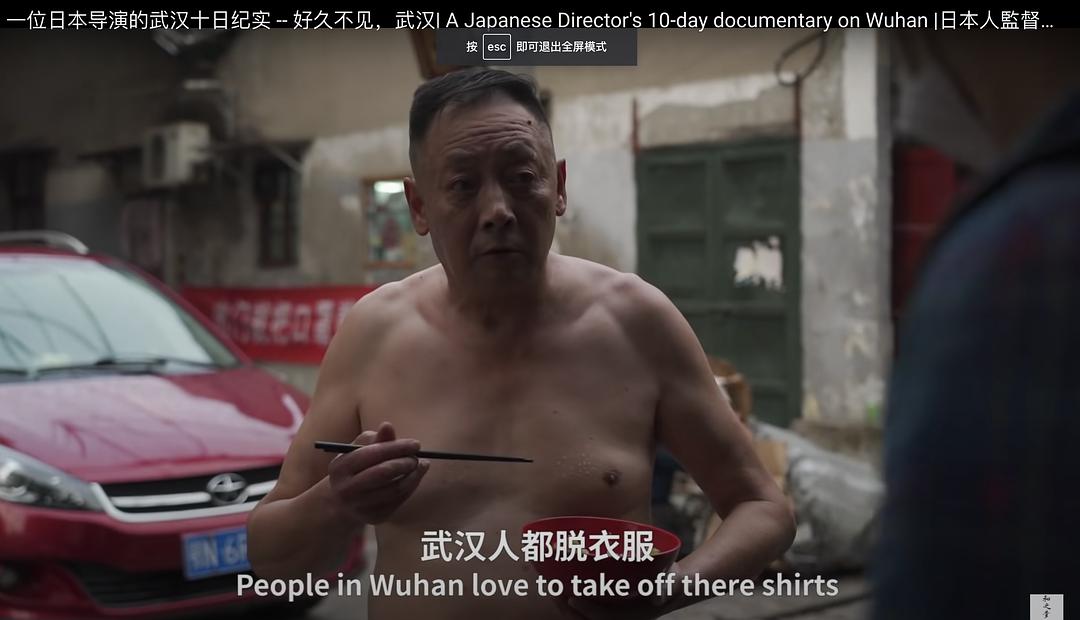 一位日本导演的武汉十日纪实 -- 好久不见，武汉| A Japanese Director's 10-day documentary on Wuhan |日本人監督...
按 esc 即可退出全屏模式
武汉人都脱衣服
People in Wuhan love to take off there shirts
和之夢